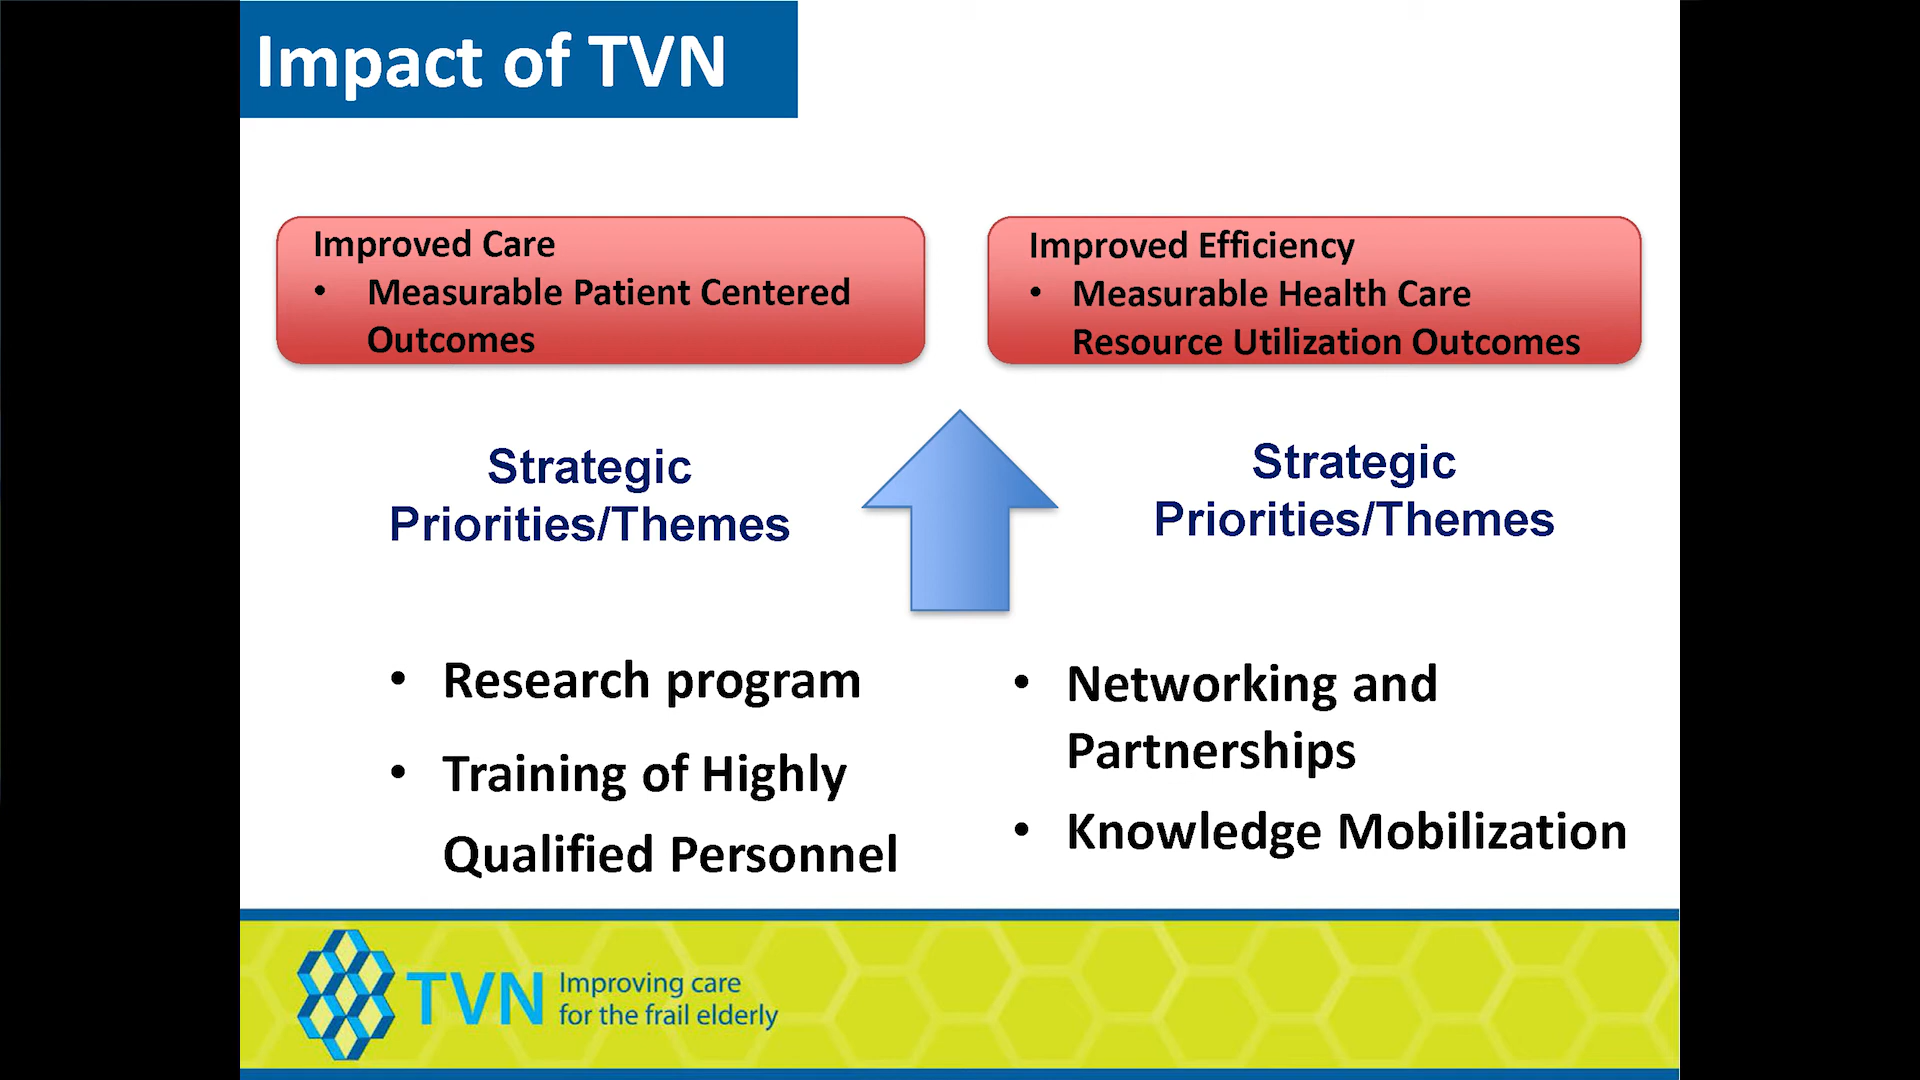 Impact of TVN
Improved Care
• Measurable Patient Centered
Outcomes
Improved Efficiency
• Measurable Health Care
Resource Utilization Outcomes
Strategic
Priorities/Themes
Strategic
Priorities/Themes
• Research program
• Training of Highly
Qualified Personnel
• Networking and
Partnerships
• Knowledge Mobilization
TVN
Improving care
for the frail elderly